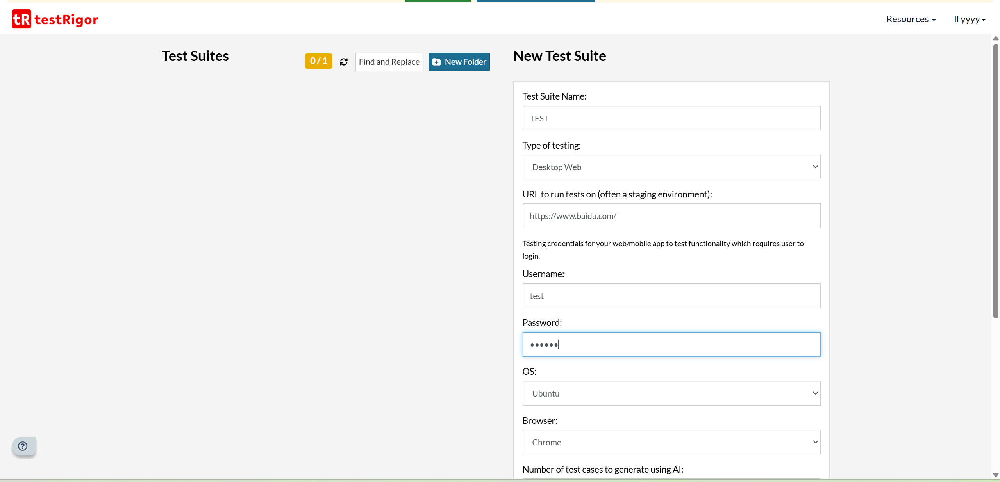 tR testRigor
Resources
ll yyyy
Test Suites
0 / 1
Find and Replace
New Folder
New Test Suite
Test Suite Name:
TEST
Type of testing:
Desktop Web
URL to run tests on (often a staging environment):
https://www.baidu.com/
Testing credentials for your web/mobile app to test functionality which requires user to
login.
Username:
test
Password:
••••••
OS:
Ubuntu
Browser:
Chrome
Number of test cases to generate using AI: